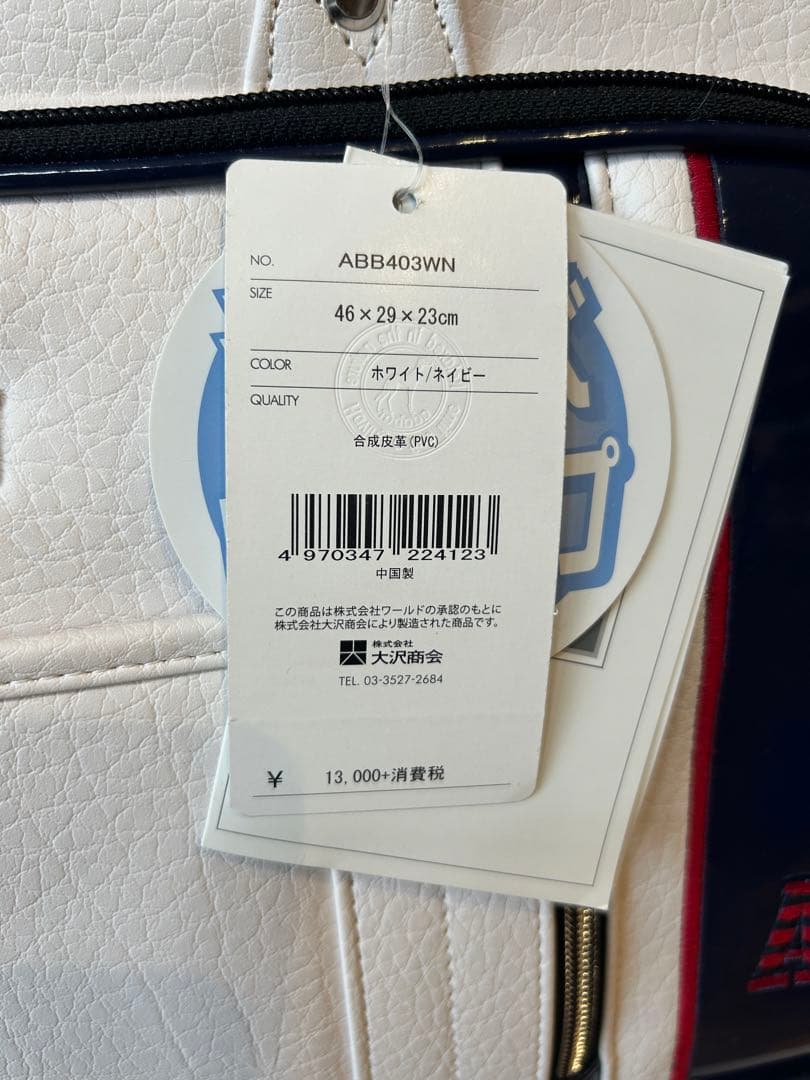 NO. ABB403WN
SIZE
46×29×23cm
COLOR ホワイト/ネイビー
QUALITY
合成皮革(PVC)
4 970347 224123
中国製
この商品は株式会社ワールドの承認のもとに
株式会社大沢商会により製造された商品です。
株式会社
大沢商会
TEL. 03-3527-2684
¥ 13,000+消費税